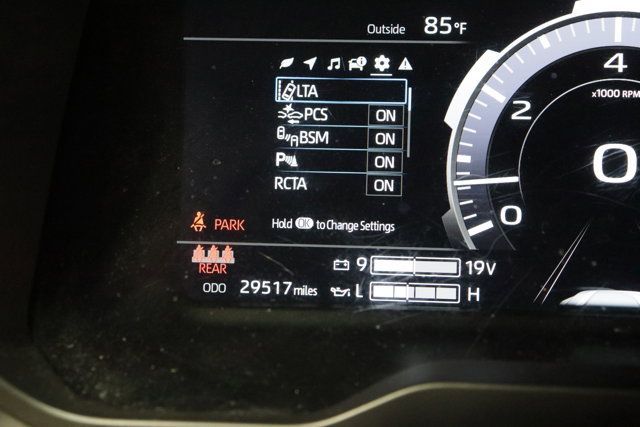 Outside 85°F
LTA
PCS ON
BSM ON
P ON
RCTA ON
PARK
Hold OK to Change Settings
REAR
ODO 29517 miles
9 19V
L H
4
x1000 RPM
2
0
0